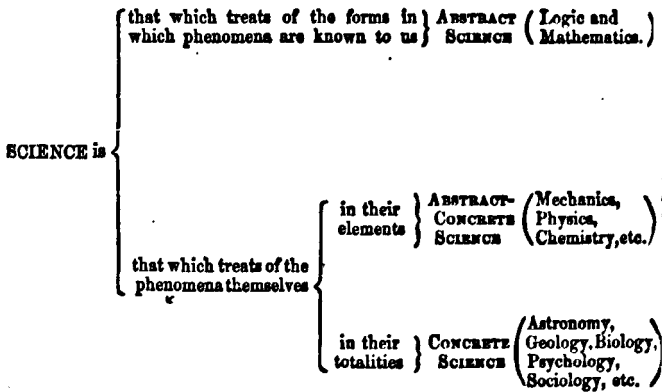 that which treats of the forms in which phenomena are known to us } ABSTRACT SCIENCE (Logic and Mathematics.)
SCIENCE is
that which treats of the phenomena themselves
in their elements } ABSTRACT-CONCRETE SCIENCE (Mechanics, Physics, Chemistry, etc.)
in their totalities } CONCRETE SCIENCE (Astronomy, Geology, Biology, Psychology, Sociology, etc.)